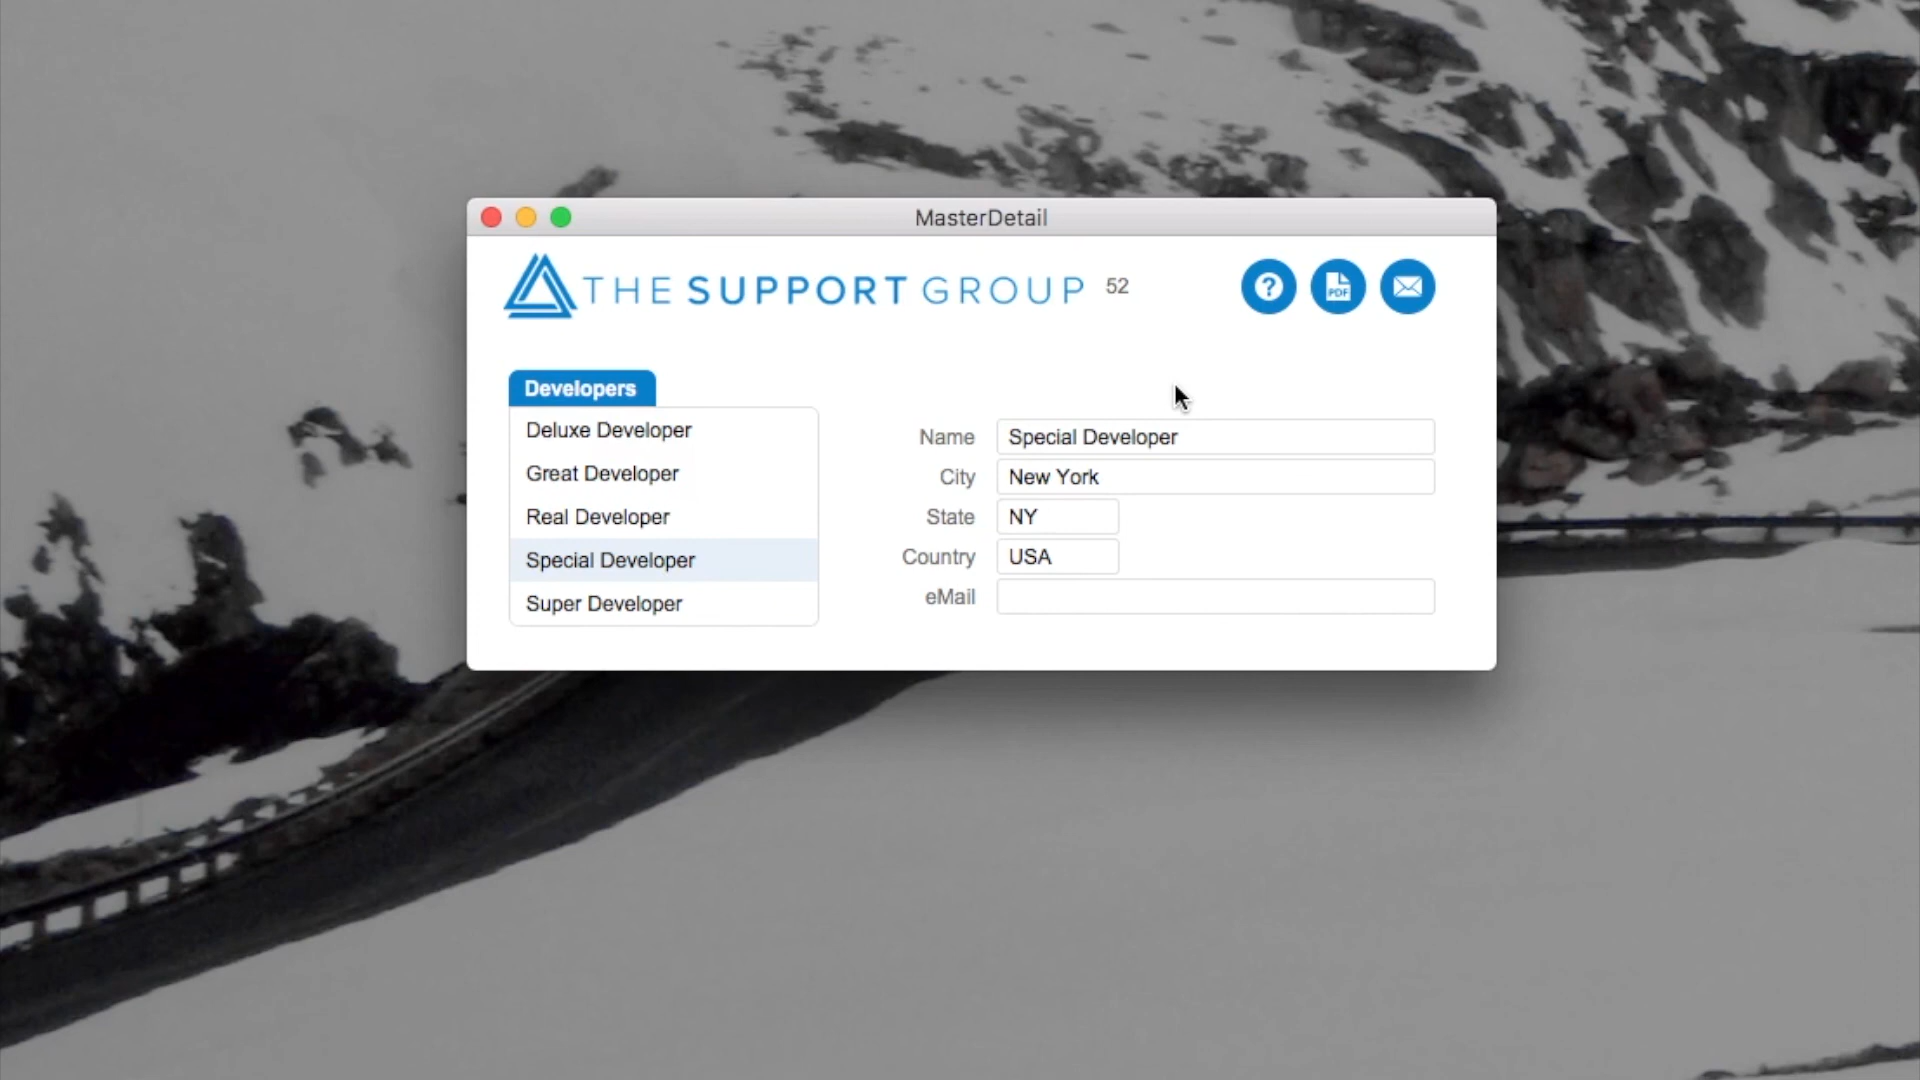 MasterDetail
THE SUPPORT GROUP 52
?
PDF
Developers
Deluxe Developer
Great Developer
Real Developer
Special Developer
Super Developer
Name Special Developer
City New York
State NY
Country USA
eMail